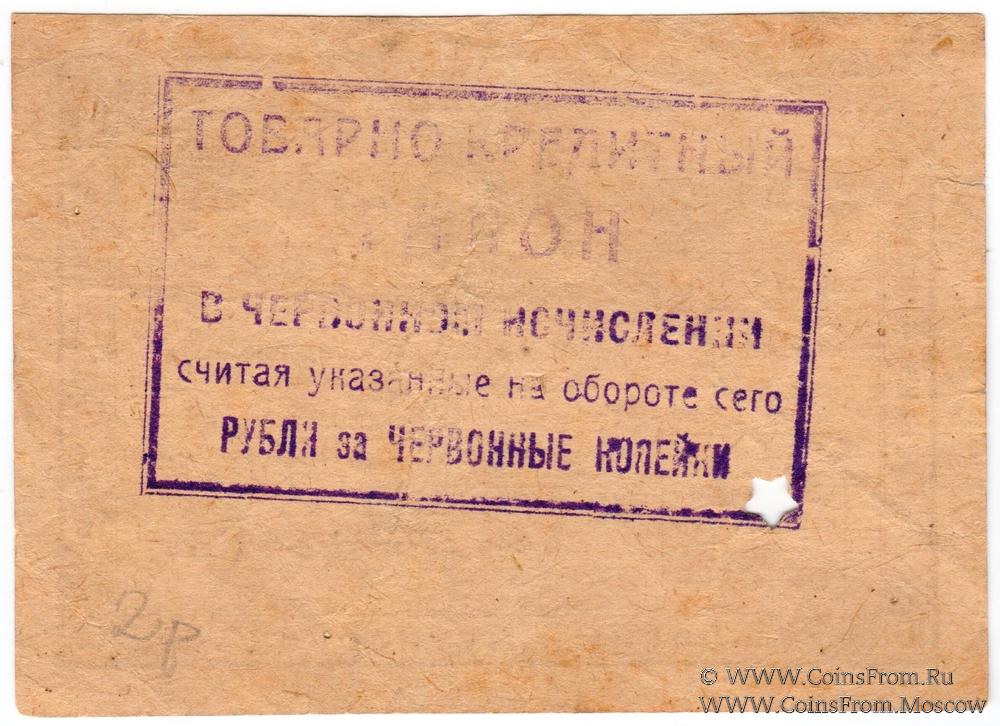 ТОВАРНО КРЕДИТНЫЙ
ТАЛОН
В ЧЕРВОННОМ ИСЧИСЛЕНИИ
считая указанные на обороте сего
РУБЛИ за ЧЕРВОННЫЕ КОПЕЙКИ
2р
© WWW.CoinsFrom.Ru
WWW.CoinsFrom.Moscow